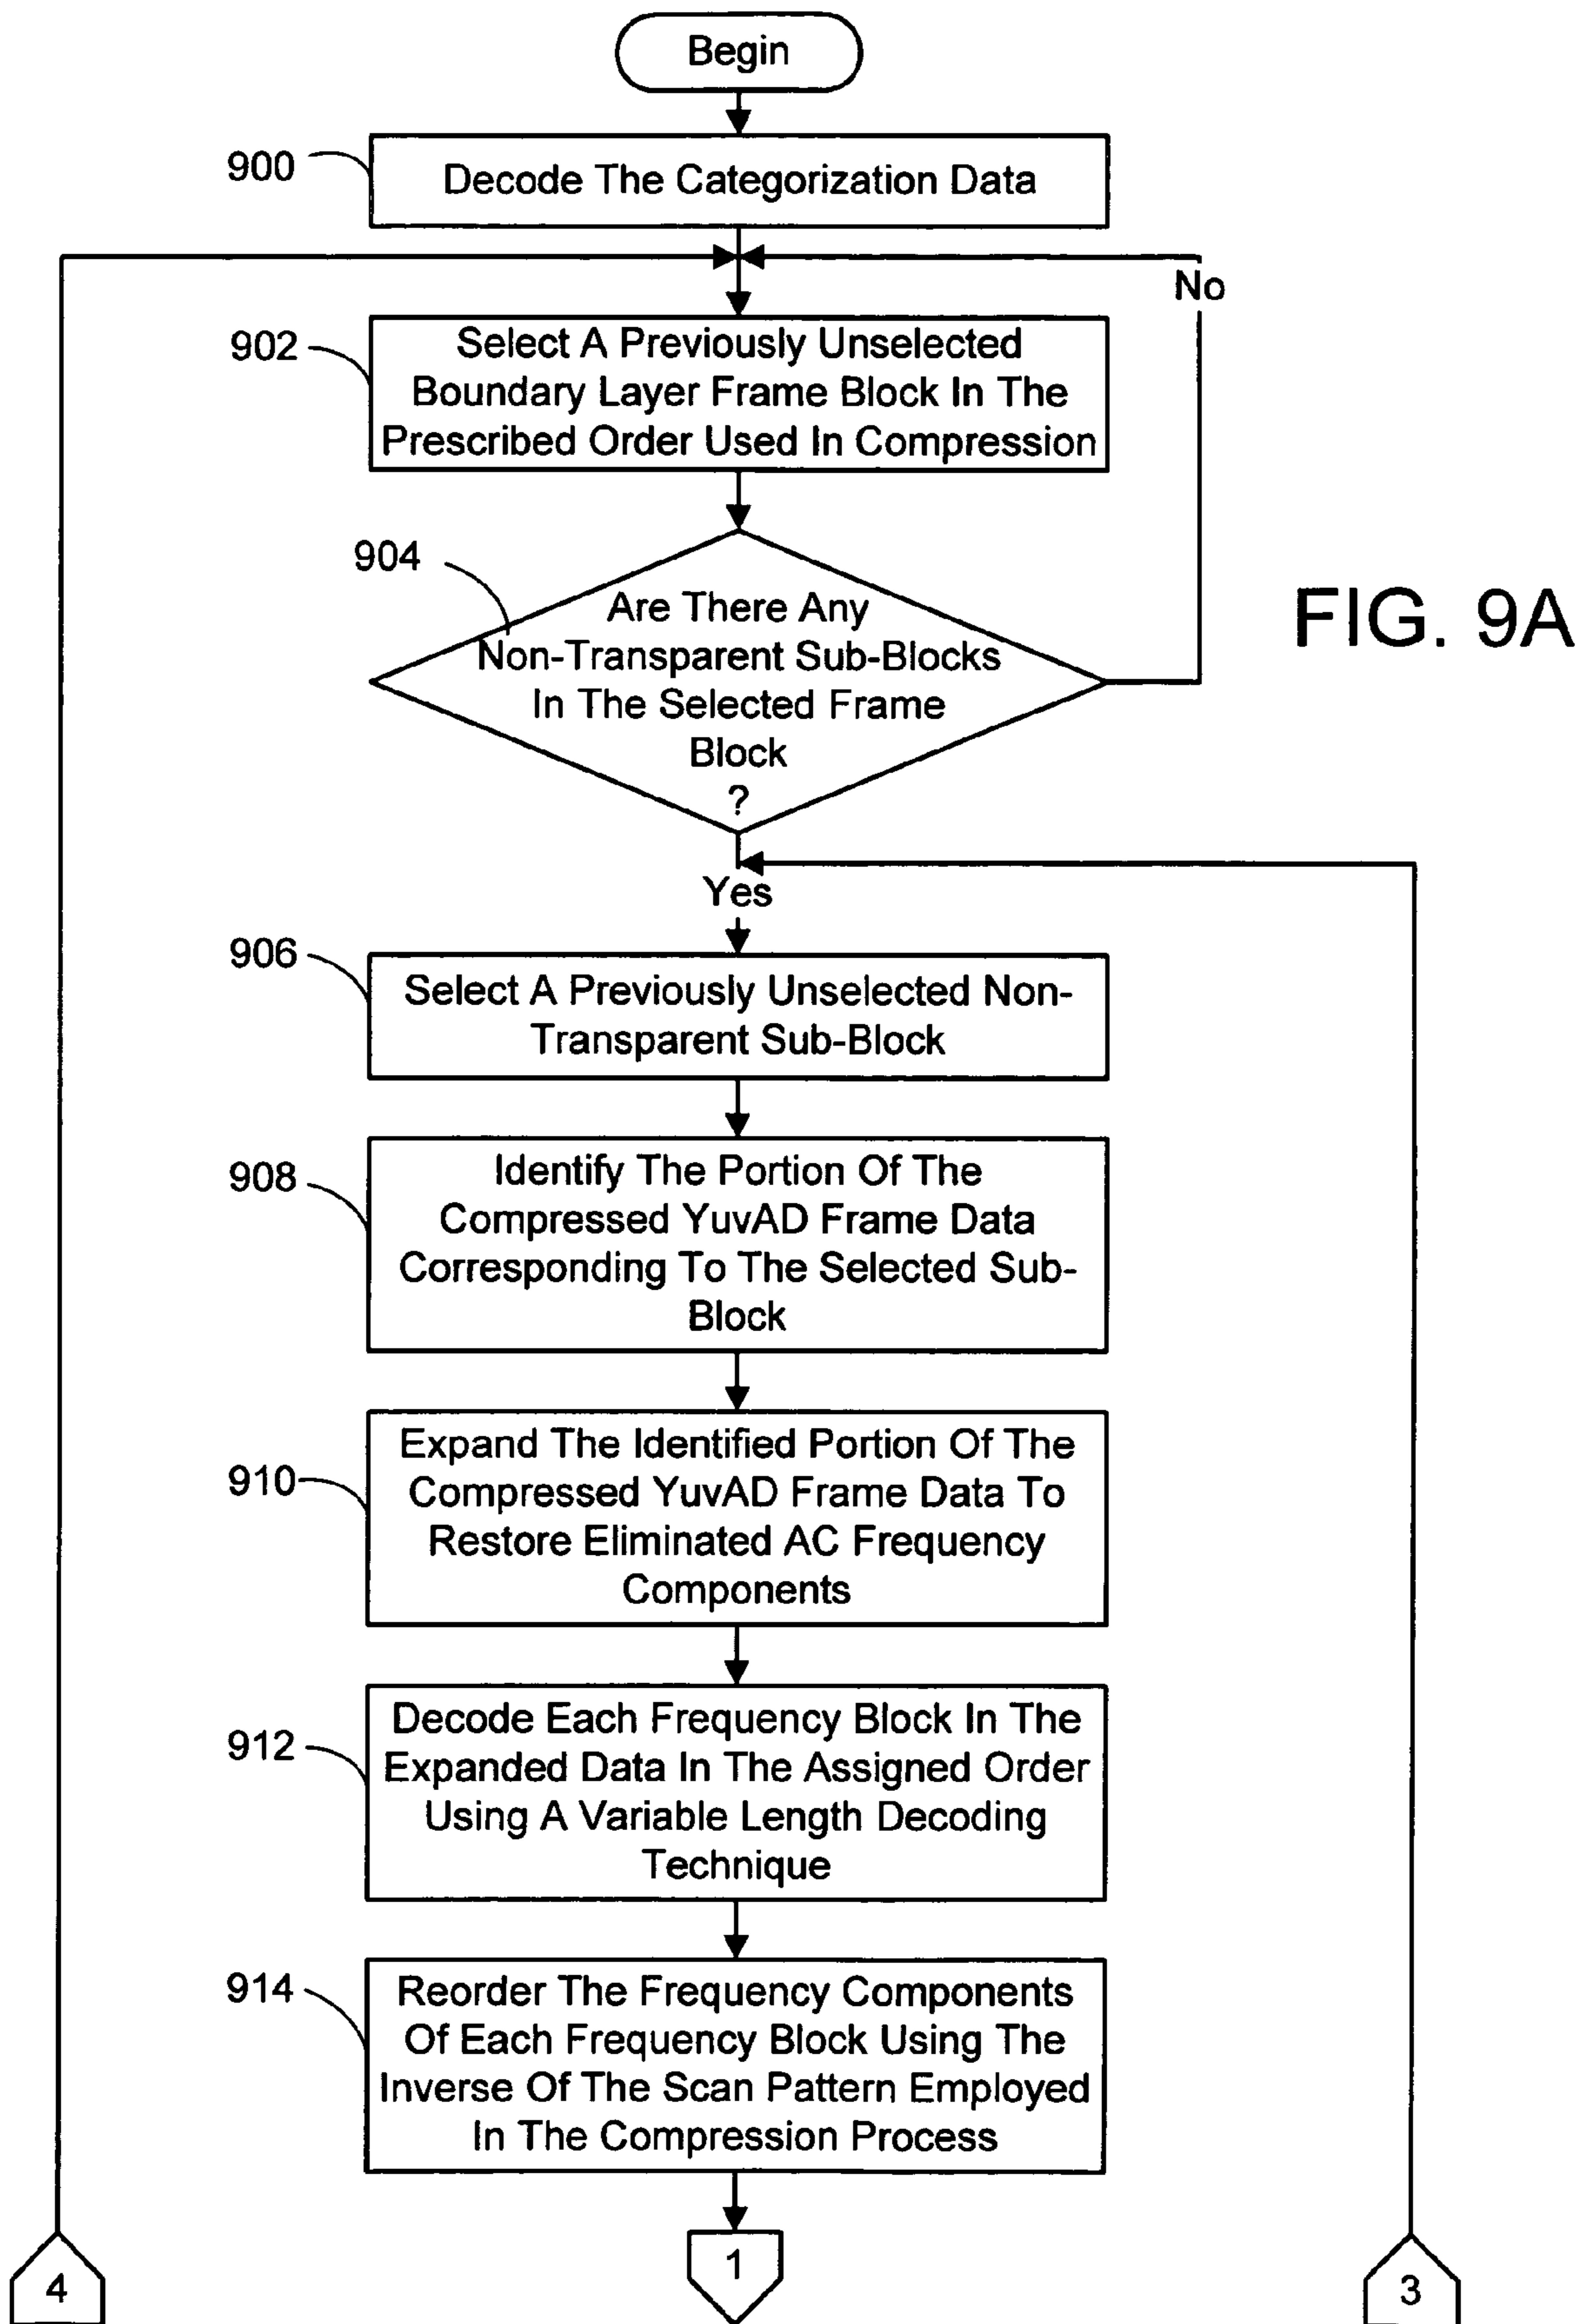 Begin
900
Decode The Categorization Data
No
902
Select A Previously Unselected
Boundary Layer Frame Block In The
Prescribed Order Used In Compression
904
Are There Any
Non-Transparent Sub-Blocks
In The Selected Frame
Block
?
FIG. 9A
Yes
906
Select A Previously Unselected Non-
Transparent Sub-Block
908
Identify The Portion Of The
Compressed YuvAD Frame Data
Corresponding To The Selected Sub-
Block
910
Expand The Identified Portion Of The
Compressed YuvAD Frame Data To
Restore Eliminated AC Frequency
Components
912
Decode Each Frequency Block In The
Expanded Data In The Assigned Order
Using A Variable Length Decoding
Technique
914
Reorder The Frequency Components
Of Each Frequency Block Using The
Inverse Of The Scan Pattern Employed
In The Compression Process
4
1
3